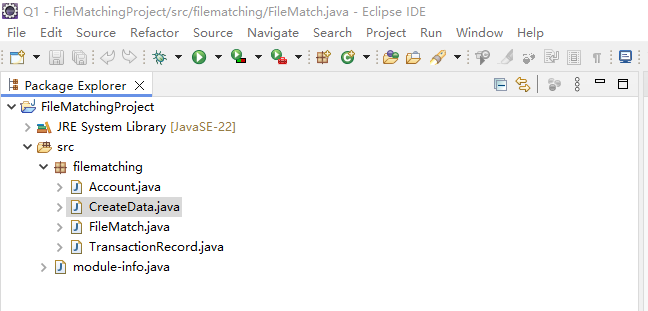 Q1 - FileMatchingProject/src/filematching/FileMatch.java - Eclipse IDE
File Edit Source Refactor Source Navigate Search Project Run Window Help
Package Explorer
FileMatchingProject
JRE System Library [JavaSE-22]
src
filematching
Account.java
CreateData.java
FileMatch.java
TransactionRecord.java
module-info.java